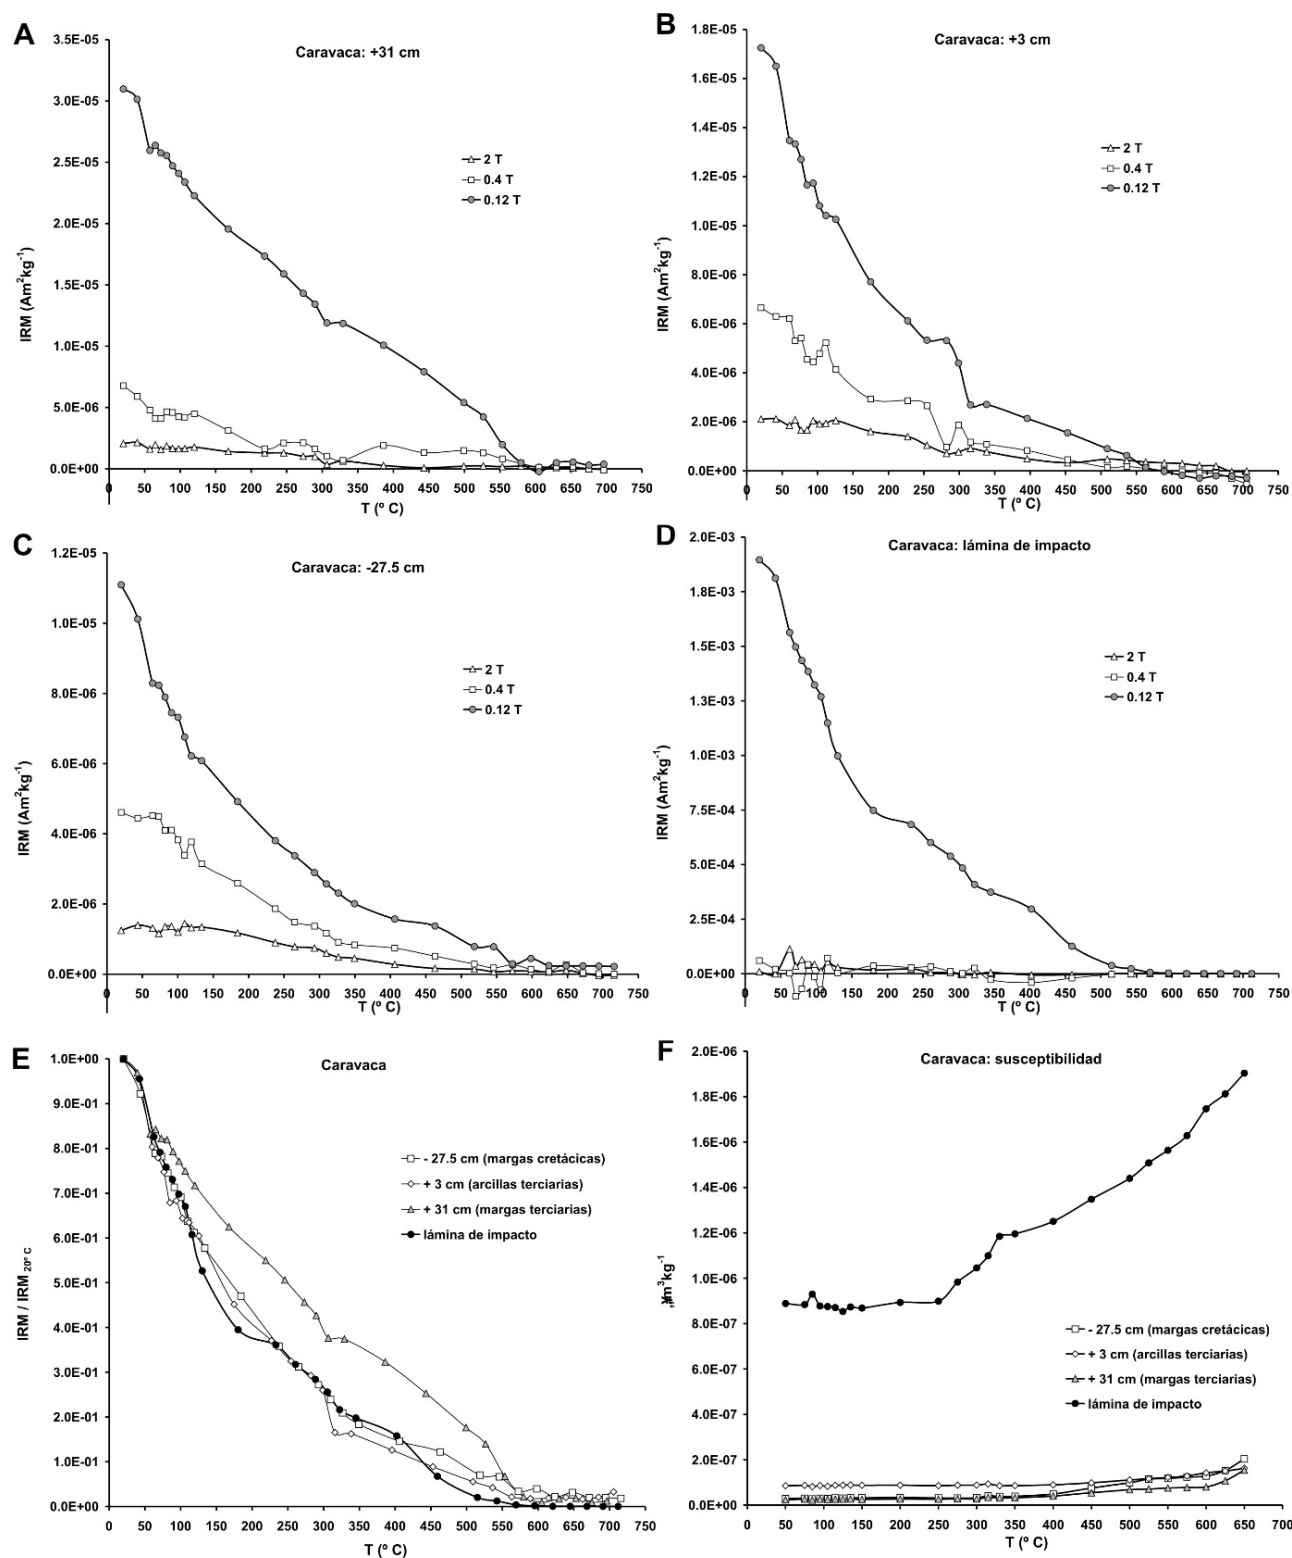 A
Caravaca: +31 cm
3.5E-05
3.0E-05
2.5E-05
2.0E-05
1.5E-05
1.0E-05
5.0E-06
0.0E+00
IRM (Am²kg⁻¹)
2 T
0.4 T
0.12 T
0 50 100 150 200 250 300 350 400 450 500 550 600 650 700 750
T (º C)
B
Caravaca: +3 cm
1.8E-05
1.6E-05
1.4E-05
1.2E-05
1.0E-05
8.0E-06
6.0E-06
4.0E-06
2.0E-06
0.0E+00
IRM (Am²kg⁻¹)
2 T
0.4 T
0.12 T
0 50 100 150 200 250 300 350 400 450 500 550 600 650 700 750
T (º C)
C
Caravaca: -27.5 cm
1.2E-05
1.0E-05
8.0E-06
6.0E-06
4.0E-06
2.0E-06
0.0E+00
IRM (Am²kg⁻¹)
2 T
0.4 T
0.12 T
0 50 100 150 200 250 300 350 400 450 500 550 600 650 700 750
T (º C)
D
Caravaca: lámina de impacto
2.0E-03
1.8E-03
1.5E-03
1.3E-03
1.0E-03
7.5E-04
5.0E-04
2.5E-04
0.0E+00
IRM (Am²kg⁻¹)
2 T
0.4 T
0.12 T
0 50 100 150 200 250 300 350 400 450 500 550 600 650 700 750
T (º C)
E
Caravaca
1.0E+00
9.0E-01
8.0E-01
7.0E-01
6.0E-01
5.0E-01
4.0E-01
3.0E-01
2.0E-01
1.0E-01
0.0E+00
IRM / IRM 20º C
- 27.5 cm (margas cretácicas)
+ 3 cm (arcillas terciarias)
+ 31 cm (margas terciarias)
lámina de impacto
0 50 100 150 200 250 300 350 400 450 500 550 600 650 700 750
T (º C)
F
Caravaca: susceptibilidad
2.0E-06
1.8E-06
1.6E-06
1.4E-06
1.2E-06
1.0E-06
8.0E-07
6.0E-07
4.0E-07
2.0E-07
0.0E+00
m³kg⁻¹
- 27.5 cm (margas cretácicas)
+ 3 cm (arcillas terciarias)
+ 31 cm (margas terciarias)
lámina de impacto
0 50 100 150 200 250 300 350 400 450 500 550 600 650 700
T (º C)